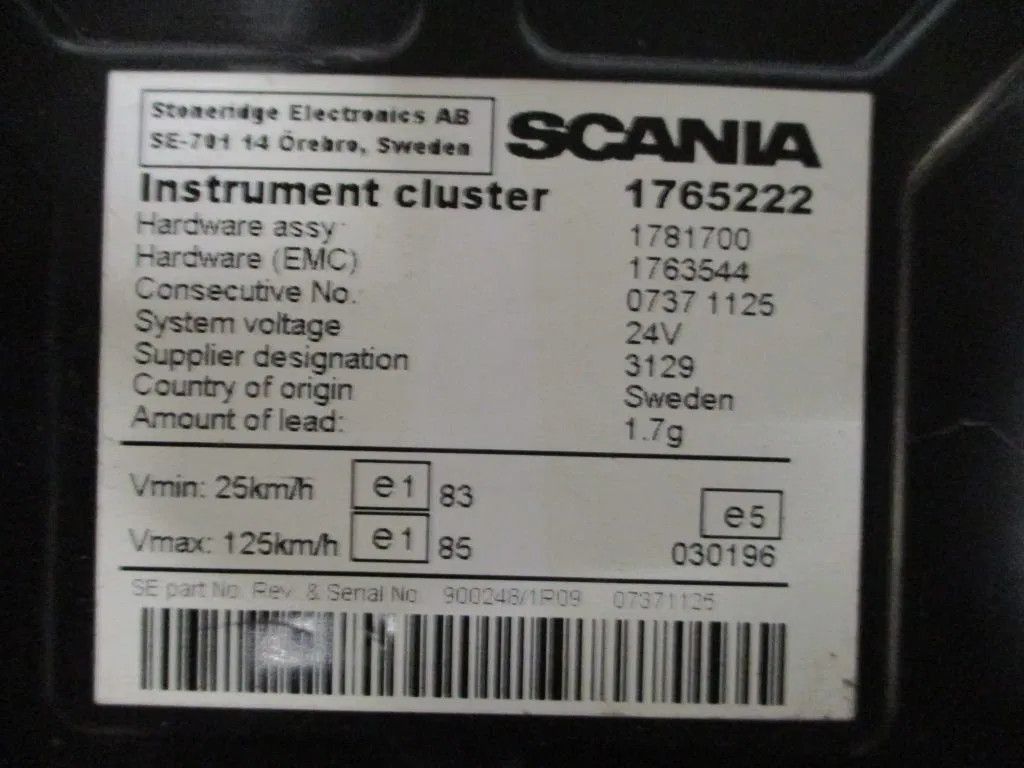 Stoneridge Electronics AB
SE-701 14 Örebro, Sweden
SCANIA
Instrument cluster 1765222
Hardware assy 1781700
Hardware (EMC) 1763544
Consecutive No. 0737 1125
System voltage 24V
Supplier designation 3129
Country of origin Sweden
Amount of lead: 1.7g
Vmin: 25km/h e1 83
e5
Vmax: 125km/h e1 85
030196
SE part No. Rev. & Serial No 900248/1R09 07371125